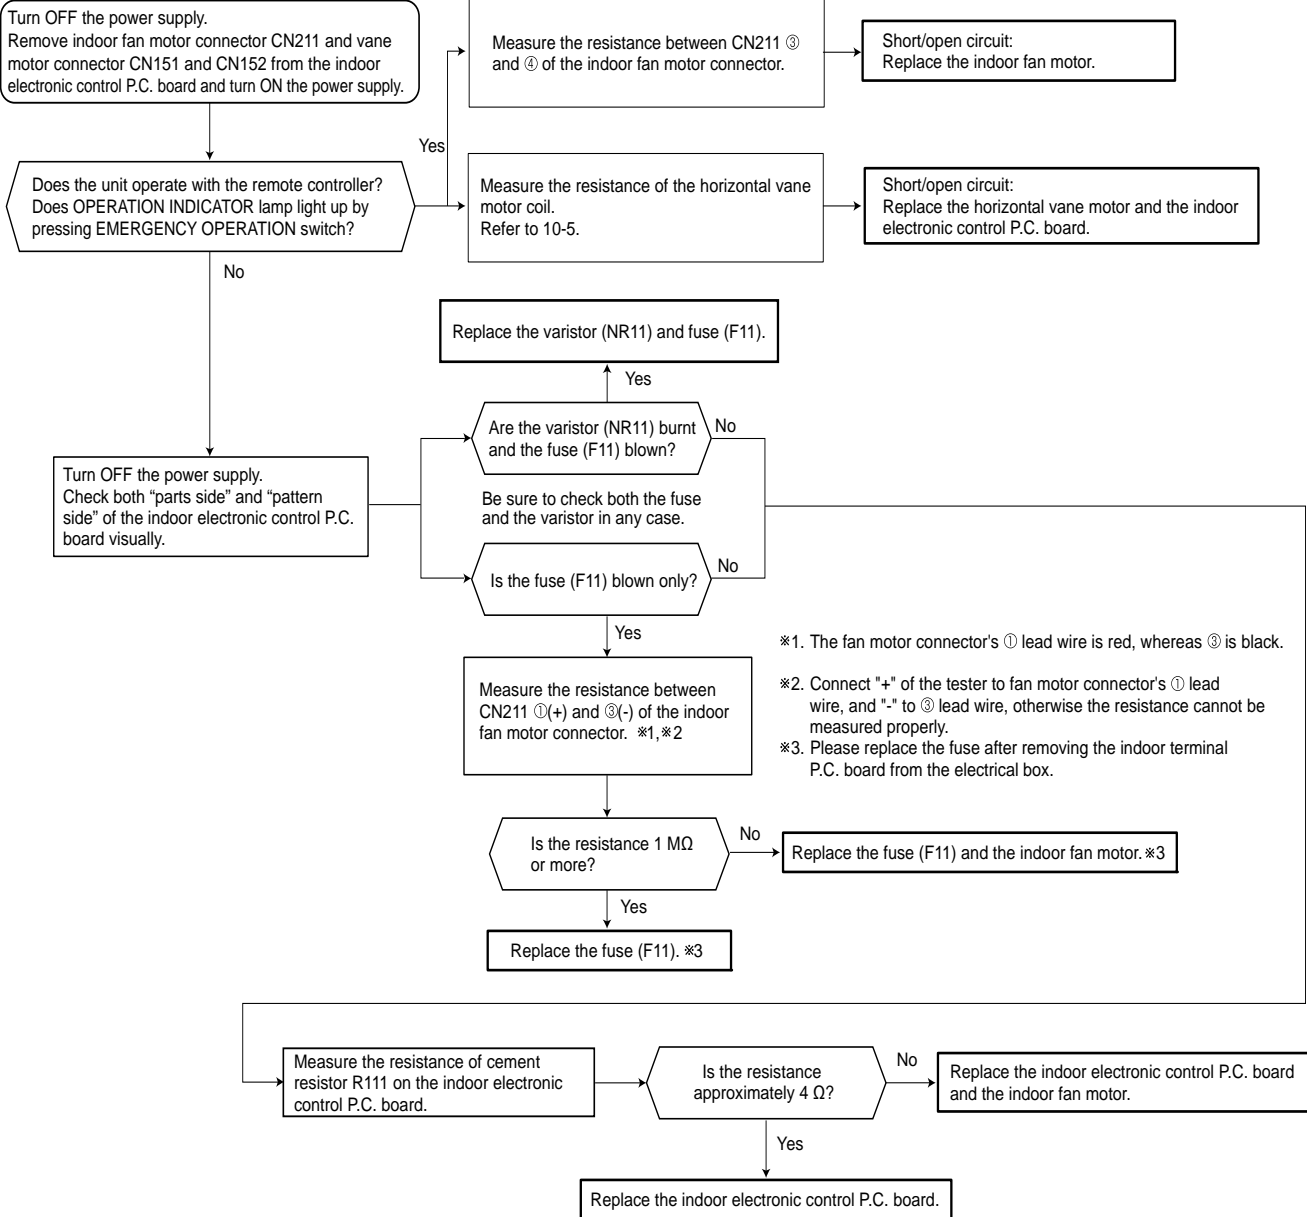 Turn OFF the power supply.
Remove indoor fan motor connector CN211 and vane
motor connector CN151 and CN152 from the indoor
electronic control P.C. board and turn ON the power supply.
Measure the resistance between CN211 ③
and ④ of the indoor fan motor connector.
Short/open circuit:
Replace the indoor fan motor.
Yes
Does the unit operate with the remote controller?
Does OPERATION INDICATOR lamp light up by
pressing EMERGENCY OPERATION switch?
Measure the resistance of the horizontal vane
motor coil.
Refer to 10-5.
Short/open circuit:
Replace the horizontal vane motor and the indoor
electronic control P.C. board.
No
Replace the varistor (NR11) and fuse (F11).
Yes
Are the varistor (NR11) burnt
and the fuse (F11) blown?
No
Turn OFF the power supply.
Check both “parts side” and “pattern
side” of the indoor electronic control P.C.
board visually.
Be sure to check both the fuse
and the varistor in any case.
Is the fuse (F11) blown only?
No
Yes
Measure the resistance between
CN211 ①(+) and ③(-) of the indoor
fan motor connector. ※1,※2
※1. The fan motor connector's ① lead wire is red, whereas ③ is black.
※2. Connect "+" of the tester to fan motor connector's ① lead
wire, and "-" to ③ lead wire, otherwise the resistance cannot be
measured properly.
※3. Please replace the fuse after removing the indoor terminal
P.C. board from the electrical box.
Is the resistance 1 MΩ
or more?
No
Replace the fuse (F11) and the indoor fan motor.※3
Yes
Replace the fuse (F11). ※3
Measure the resistance of cement
resistor R111 on the indoor electronic
control P.C. board.
Is the resistance
approximately 4 Ω?
No
Replace the indoor electronic control P.C. board
and the indoor fan motor.
Yes
Replace the indoor electronic control P.C. board.